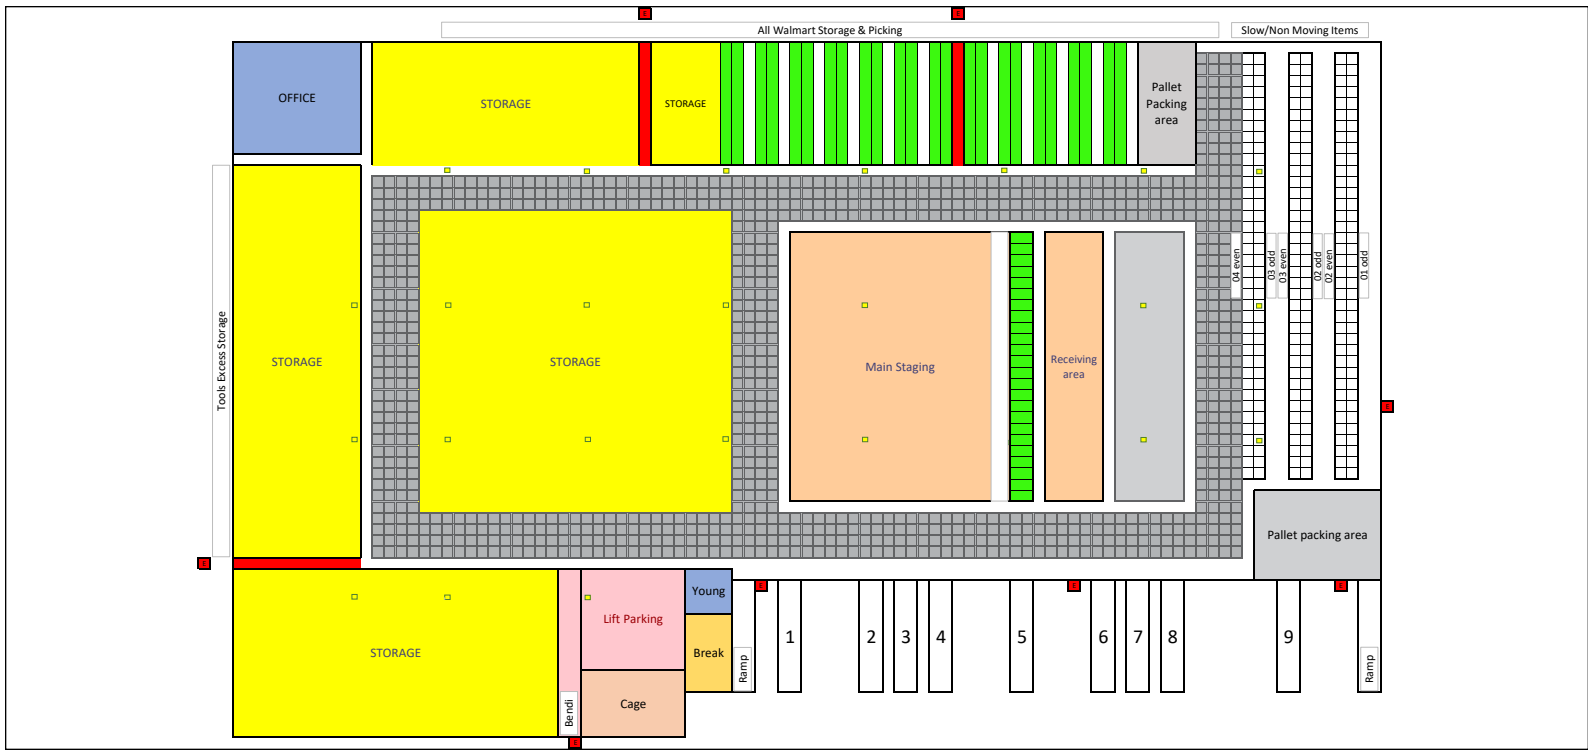 E
E
All Walmart Storage & Picking
Slow/Non Moving Items
OFFICE
STORAGE
STORAGE
Pallet
Packing
area
Tools Excess Storage
STORAGE
STORAGE
Main Staging
Receiving
area
04 even
03 odd
03 even
02 odd
02 even
01 odd
E
Pallet packing area
E
STORAGE
Bendi
Lift Parking
Cage
Young
Break
Ramp
E
1
2
3
4
5
E
6
7
8
9
E
Ramp
E